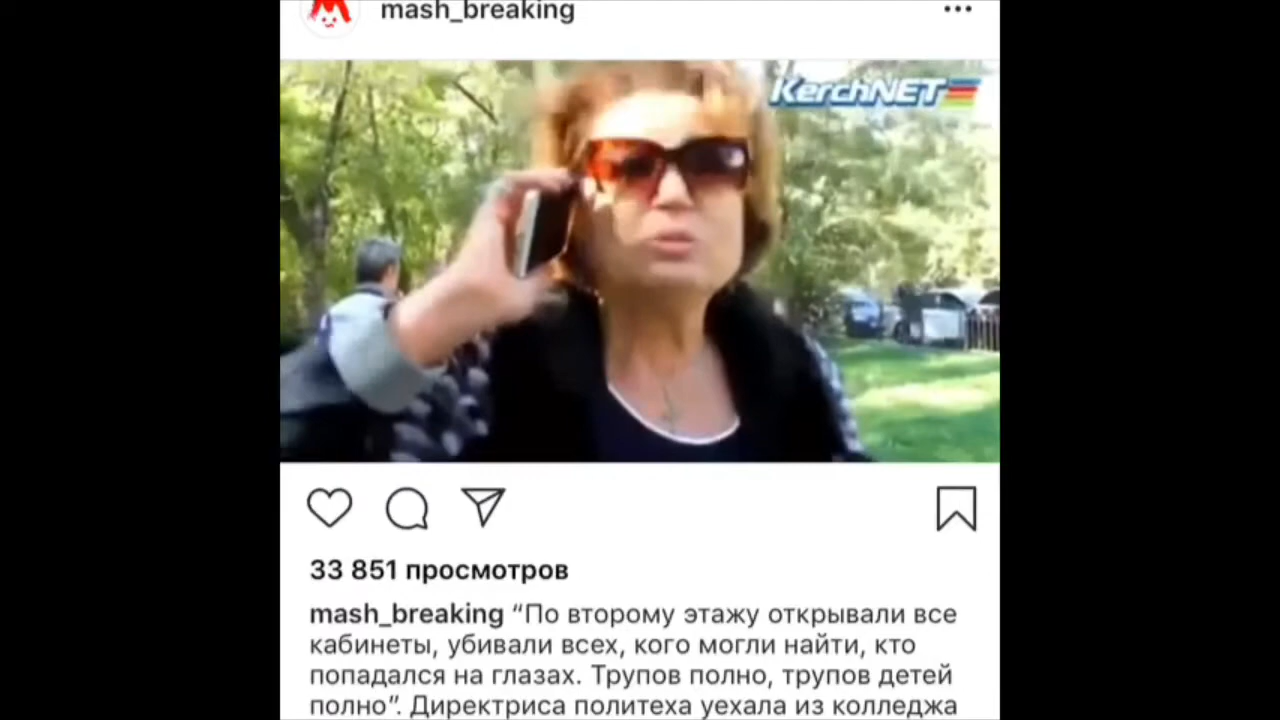 mash_breaking
KerchNET
33 851 просмотров
mash_breaking “По второму этажу открывали все
кабинеты, убивали всех, кого могли найти, кто
попадался на глазах. Трупов полно, трупов детей
полно”. Директриса политеха уехала из колледжа